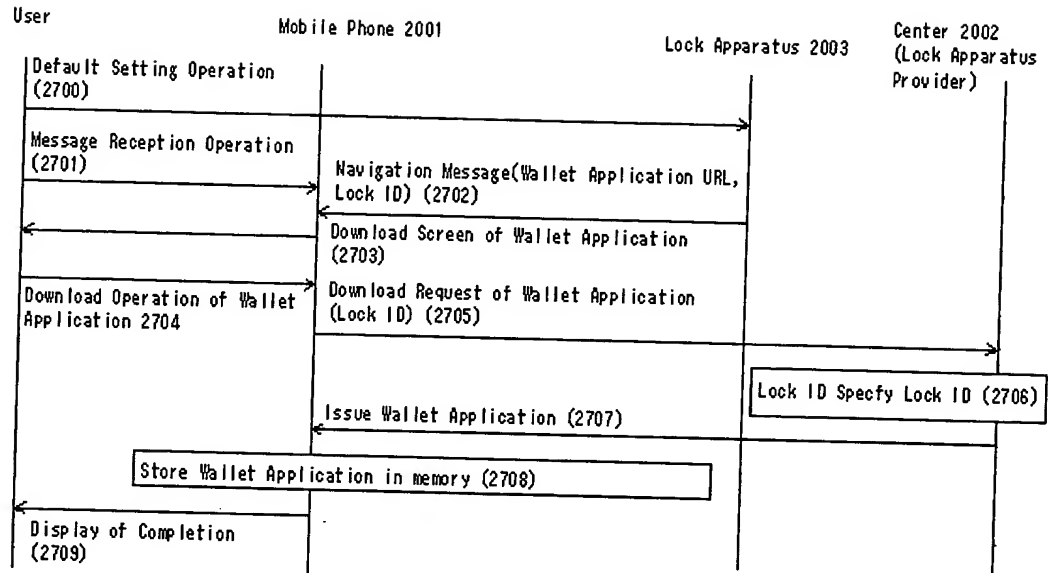 User
Mobile Phone 2001
Lock Apparatus 2003
Center 2002
(Lock Apparatus
Provider)
Default Setting Operation
(2700)
Message Reception Operation
(2701)
Navigation Message(Wallet Application URL,
Lock ID) (2702)
Download Screen of Wallet Application
(2703)
Download Operation of Wallet
Application 2704
Download Request of Wallet Application
(Lock ID) (2705)
Lock ID Specfy Lock ID (2706)
Issue Wallet Application (2707)
Store Wallet Application in memory (2708)
Display of Completion
(2709)